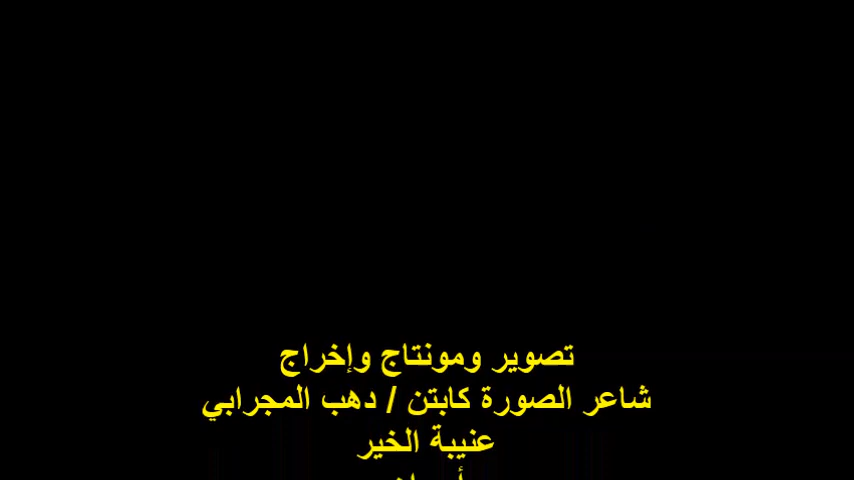 تصوير ومونتاج وإخراج
شاعر الصورة كابتن / دهب المجرابي
عنيبة الخير